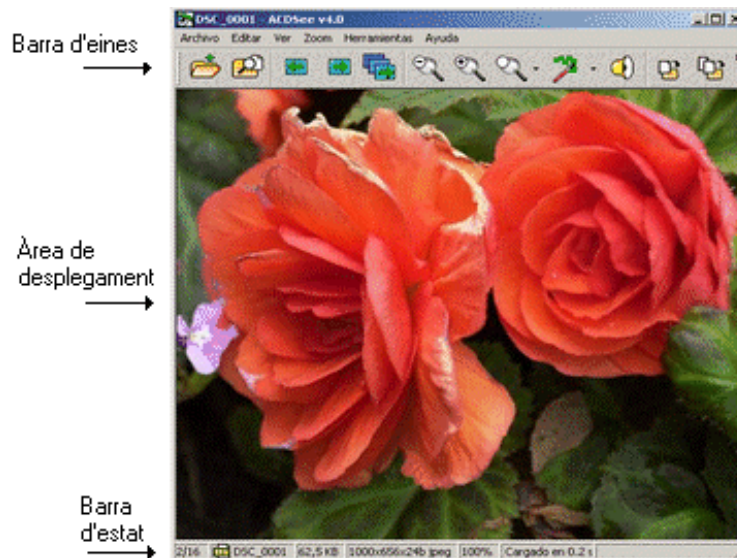 DSC_0001 - ACDSee v4.0
Archivo Editar Ver Zoom Herramientas Ayuda
Barra d'eines
Àrea de
desplegament
Barra
d'estat
2/16 DSC_0001 62,5 KB 1000x656x24b jpeg 100% Cargado en 0.2 s